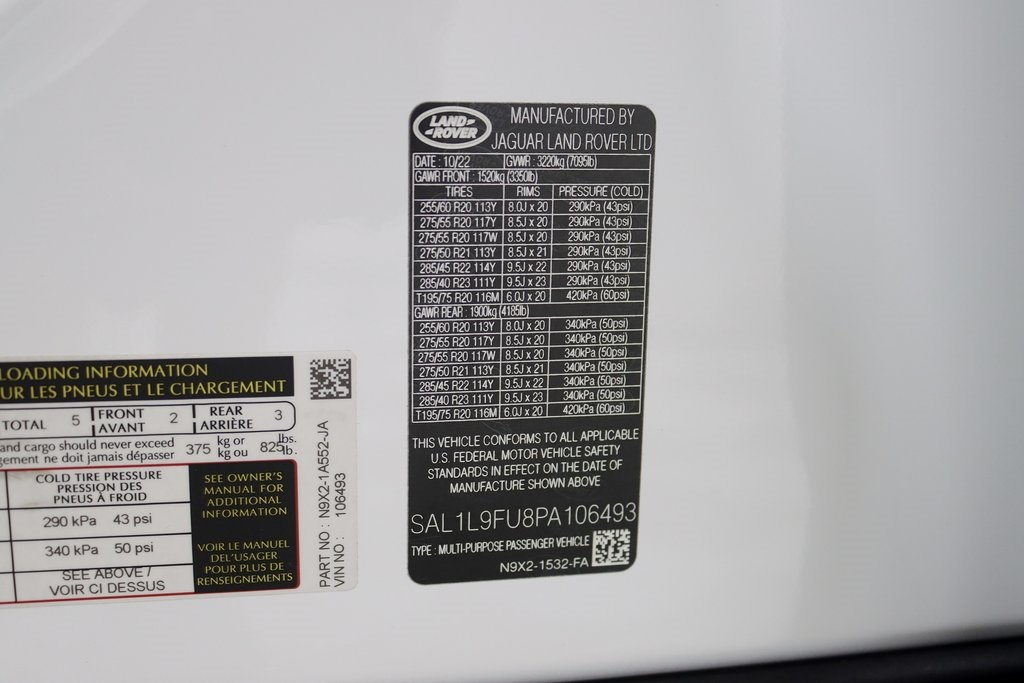 LAND-
-ROVER
MANUFACTURED BY
JAGUAR LAND ROVER LTD
DATE : 10/22 GVWR : 3220kg (7095lb)
GAWR FRONT : 1520kg (3350lb)
TIRES RIMS PRESSURE (COLD)
255/60 R20 113Y 8.0J x 20 290kPa (43psi)
275/55 R20 117Y 8.5J x 20 290kPa (43psi)
275/55 R20 117W 8.5J x 20 290kPa (43psi)
275/50 R21 113Y 8.5J x 21 290kPa (43psi)
285/45 R22 114Y 9.5J x 22 290kPa (43psi)
285/40 R23 111Y 9.5J x 23 290kPa (43psi)
T195/75 R20 116M 6.0J x 20 420kPa (60psi)
GAWR REAR : 1900kg (4185lb)
255/60 R20 113Y 8.0J x 20 340kPa (50psi)
275/55 R20 117Y 8.5J x 20 340kPa (50psi)
275/55 R20 117W 8.5J x 20 340kPa (50psi)
275/50 R21 113Y 8.5J x 21 340kPa (50psi)
285/45 R22 114Y 9.5J x 22 340kPa (50psi)
285/40 R23 111Y 9.5J x 23 340kPa (50psi)
T195/75 R20 116M 6.0J x 20 420kPa (60psi)
THIS VEHICLE CONFORMS TO ALL APPLICABLE
U.S. FEDERAL MOTOR VEHICLE SAFETY
STANDARDS IN EFFECT ON THE DATE OF
MANUFACTURE SHOWN ABOVE
SAL1L9FU8PA106493
TYPE : MULTI-PURPOSE PASSENGER VEHICLE
N9X2-1532-FA
LOADING INFORMATION
UR LES PNEUS ET LE CHARGEMENT
TOTAL 5 FRONT 2 REAR 3
AVANT ARRIÈRE
and cargo should never exceed 375 kg or 825 lbs.
gement ne doit jamais dépasser kg ou lb.
COLD TIRE PRESSURE
PRESSION DES
PNEUS À FROID
290 kPa 43 psi
340 kPa 50 psi
SEE ABOVE /
VOIR CI DESSUS
SEE OWNER'S
MANUAL FOR
ADDITIONAL
INFORMATION
VOIR LE MANUEL
DEL'USAGER
POUR PLUS DE
RENSEIGNEMENTS
PART NO : N9X2-1A552-JA
VIN NO : 106493